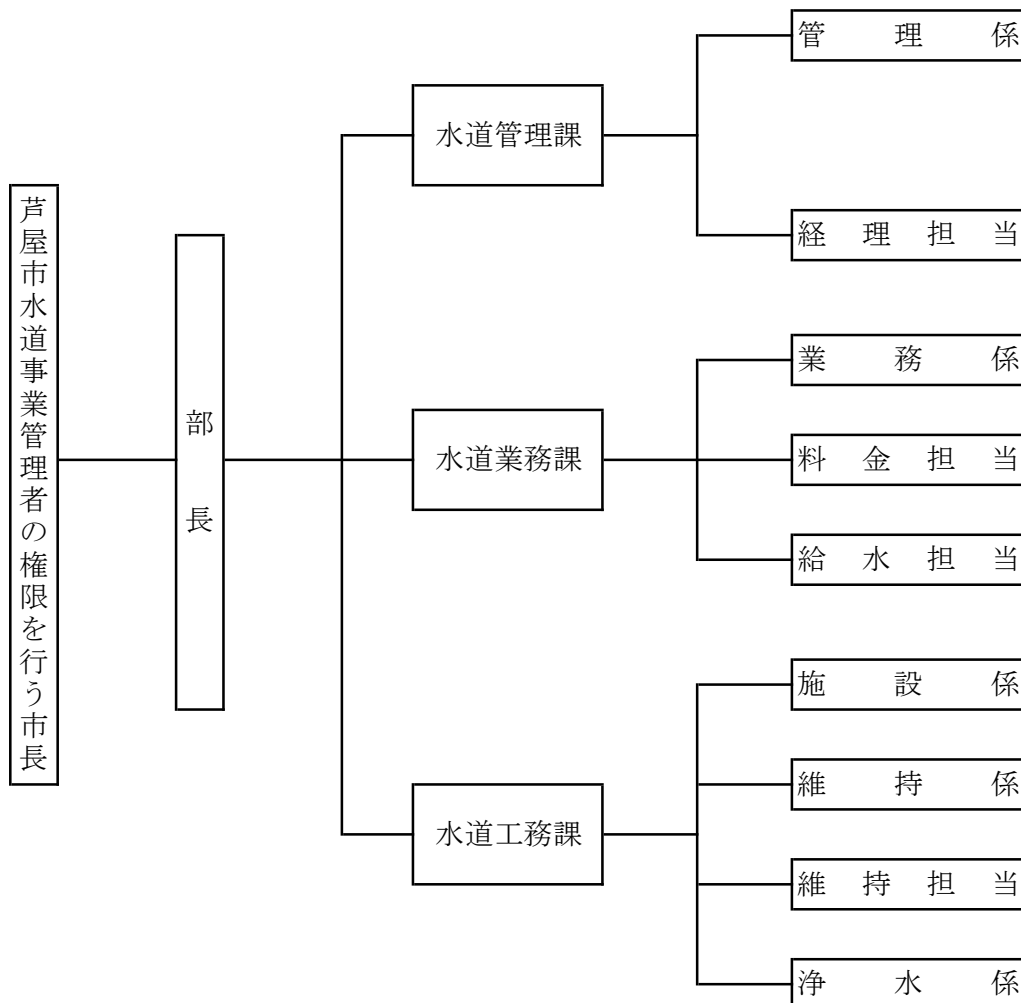 芦屋市水道事業管理者の権限を行う市長
部長
水道管理課
管理係
経理担当
水道業務課
業務係
料金担当
給水担当
水道工務課
施設係
維持係
維持担当
浄水係